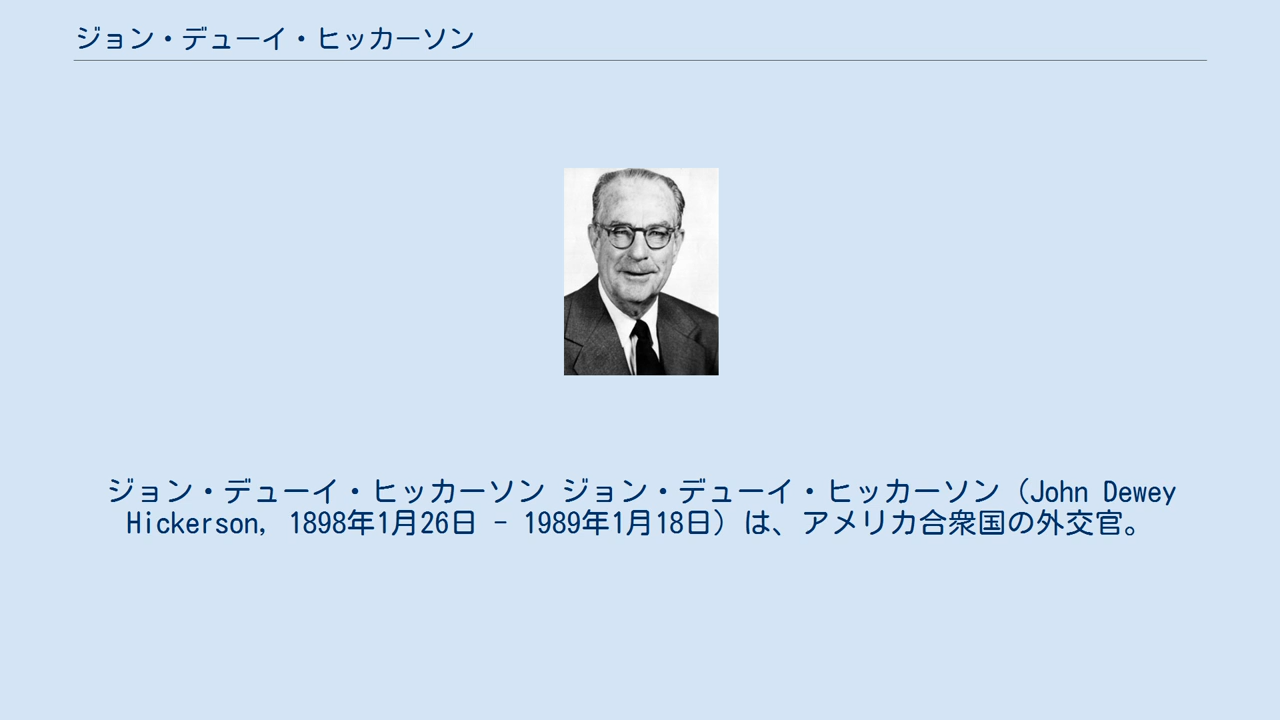 ジョン・デューイ・ヒッカーソン
ジョン・デューイ・ヒッカーソン ジョン・デューイ・ヒッカーソン（John Dewey
Hickerson, 1898年1月26日 - 1989年1月18日）は、アメリカ合衆国の外交官。